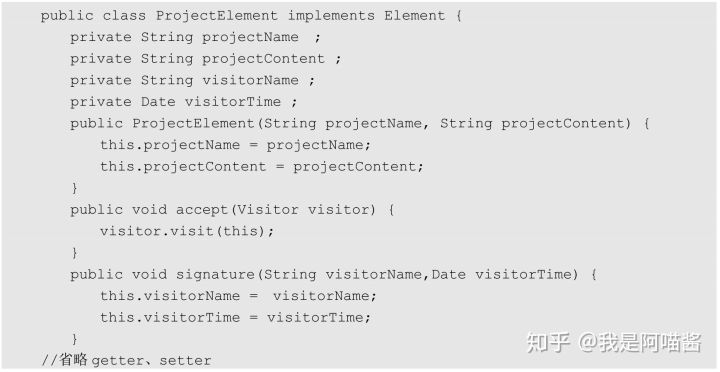 public class ProjectElement implements Element {
private String projectName  ;
private String projectContent ;
private String visitorName ;
private Date visitorTime ;
public ProjectElement(String projectName, String projectContent) {
this.projectName = projectName;
this.projectContent = projectContent;
}
public void accept(Visitor visitor) {
visitor.visit(this);
}
public void signature(String visitorName,Date visitorTime) {
this.visitorName =  visitorName;
this.visitorTime = visitorTime;
}
//省略 getter、setter
知乎 @我是阿喵酱